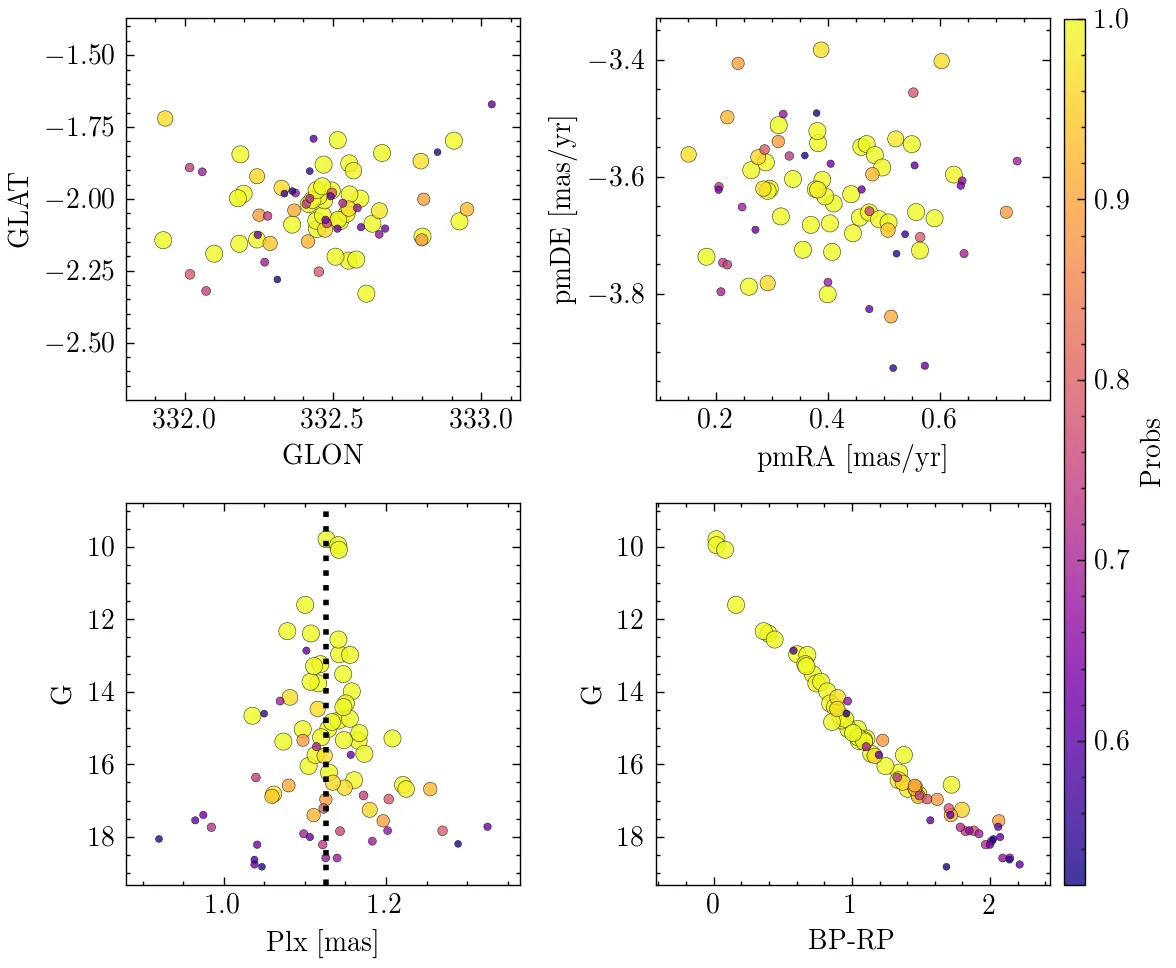 −1.50
−1.75
−2.00
−2.25
−2.50
GLAT
332.0 332.5 333.0
GLON
−3.4
−3.6
−3.8
pmDE [mas/yr]
0.2 0.4 0.6
pmRA [mas/yr]
1.0
0.9
0.8
0.7
0.6
Probs
10
12
14
16
18
G
1.0 1.2
Plx [mas]
10
12
14
16
18
G
0 1 2
BP-RP